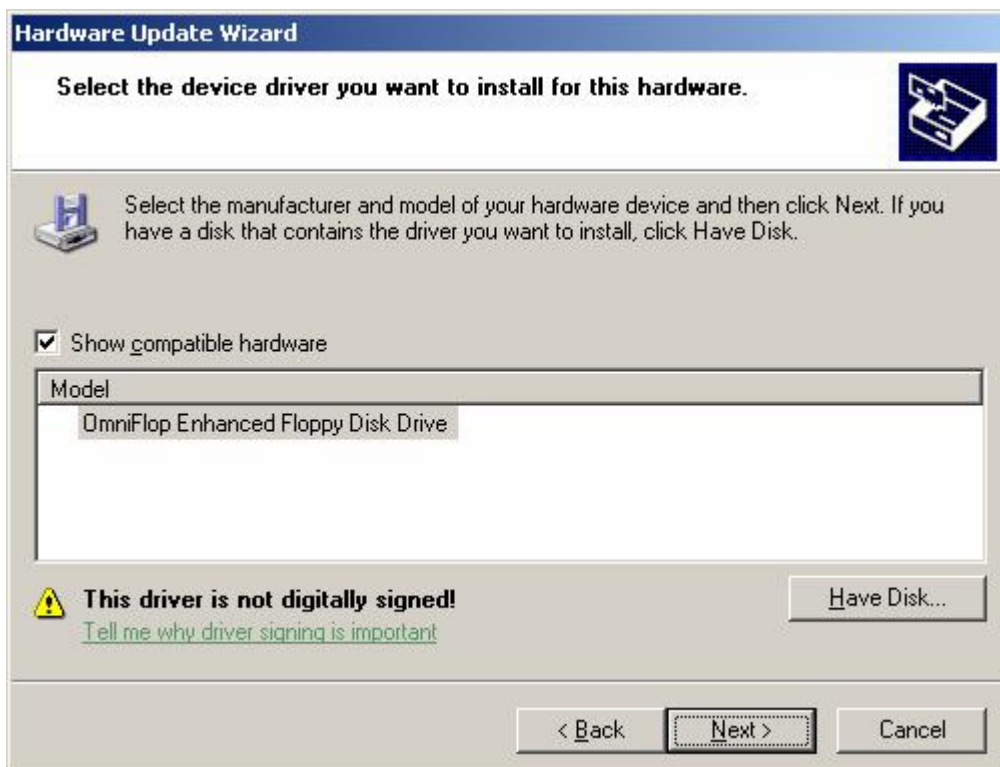 Hardware Update Wizard
Select the device driver you want to install for this hardware.
Select the manufacturer and model of your hardware device and then click Next. If you
have a disk that contains the driver you want to install, click Have Disk.
Show compatible hardware
Model
OmniFlop Enhanced Floppy Disk Drive
This driver is not digitally signed!
Have Disk...
Tell me why driver signing is important
< Back
Next >
Cancel